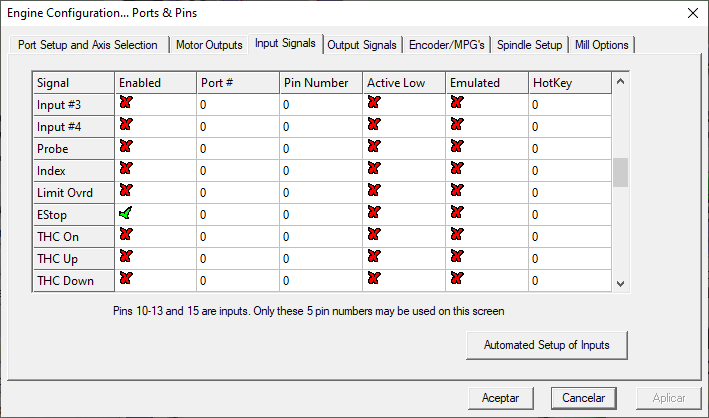 Engine Configuration... Ports & Pins
Port Setup and Axis Selection Motor Outputs Input Signals Output Signals Encoder/MPG's Spindle Setup Mill Options
Signal Enabled Port # Pin Number Active Low Emulated HotKey
Input #3 0 0 0
Input #4 0 0 0
Probe 0 0 0
Index 0 0 0
Limit Ovrd 0 0 0
EStop 0 0 0
THC On 0 0 0
THC Up 0 0 0
THC Down 0 0 0
Pins 10-13 and 15 are inputs. Only these 5 pin numbers may be used on this screen
Automated Setup of Inputs
Aceptar Cancelar Aplicar